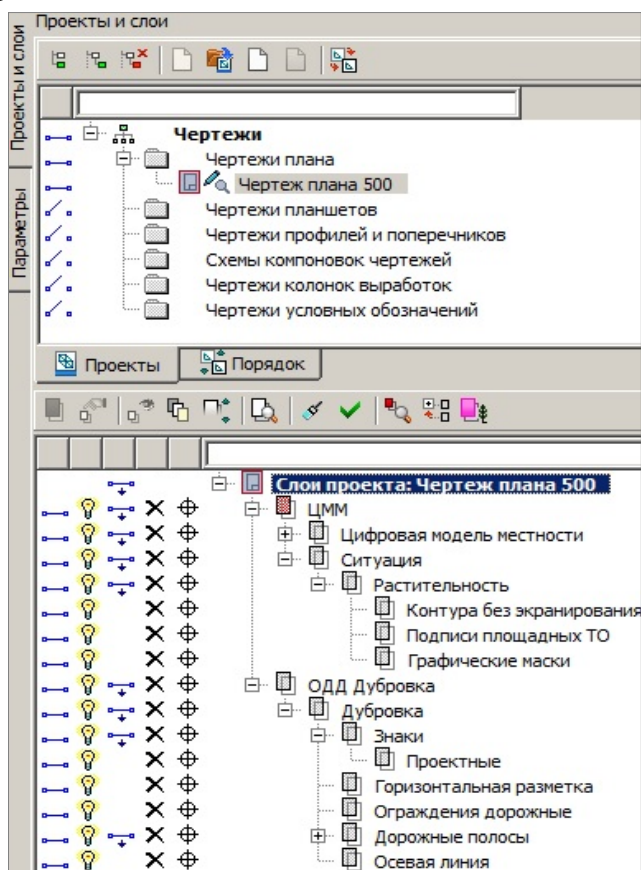 Проекты и слои
Проекты и слои
Параметры
Чертежи
Чертежи плана
Чертеж плана 500
Чертежи планшетов
Чертежи профилей и поперечников
Схемы компоновок чертежей
Чертежи колонок выработок
Чертежи условных обозначений
Проекты
Порядок
Слои проекта: Чертеж плана 500
ЦММ
Цифровая модель местности
Ситуация
Растительность
Контура без экранирования
Подписи площадных ТО
Графические маски
ОДД Дубровка
Дубровка
Знаки
Проектные
Горизонтальная разметка
Ограждения дорожные
Дорожные полосы
Осевая линия